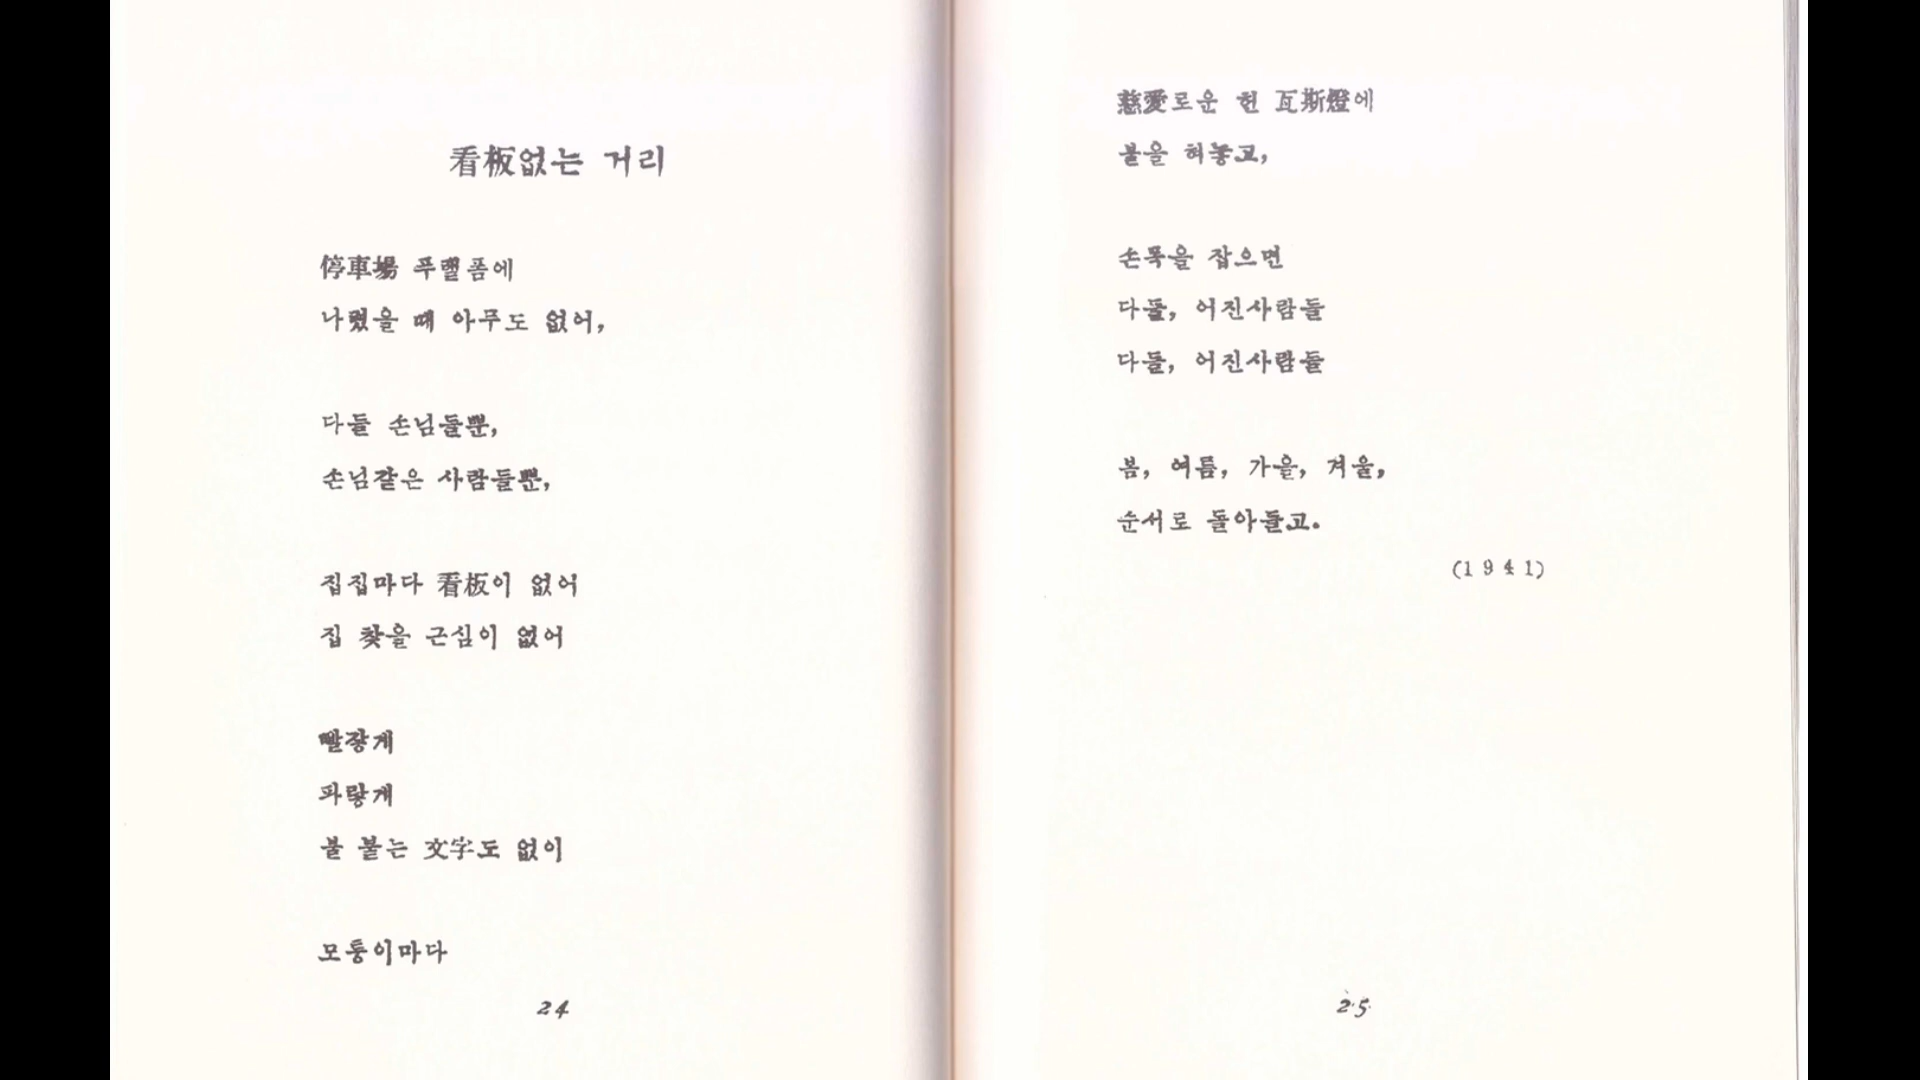 看板없는 거리
停車場 푸랱폼에
나렸을 때 아무도 없어,
다들 손님들뿐,
손님같은 사람들뿐,
집집마다 看板이 없어
집 찾을 근심이 없어
빨갛게
파랗게
불 붙는 文字도 없이
모퉁이마다
24
慈愛로운 헌 瓦斯燈에
불을 혀놓고,
손목을 잡으면
다들, 어진사람들
다들, 어진사람들
봄, 여름, 가을, 겨울,
순서로 돌아들고.
(1941)
25